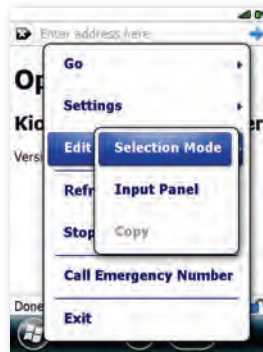 Enter address here
Go
Op
Settings
Kio
er
Edit
Selection Mode
Versi
Refr
Input Panel
Stop
Copy
Call Emergency Number
Done
Exit